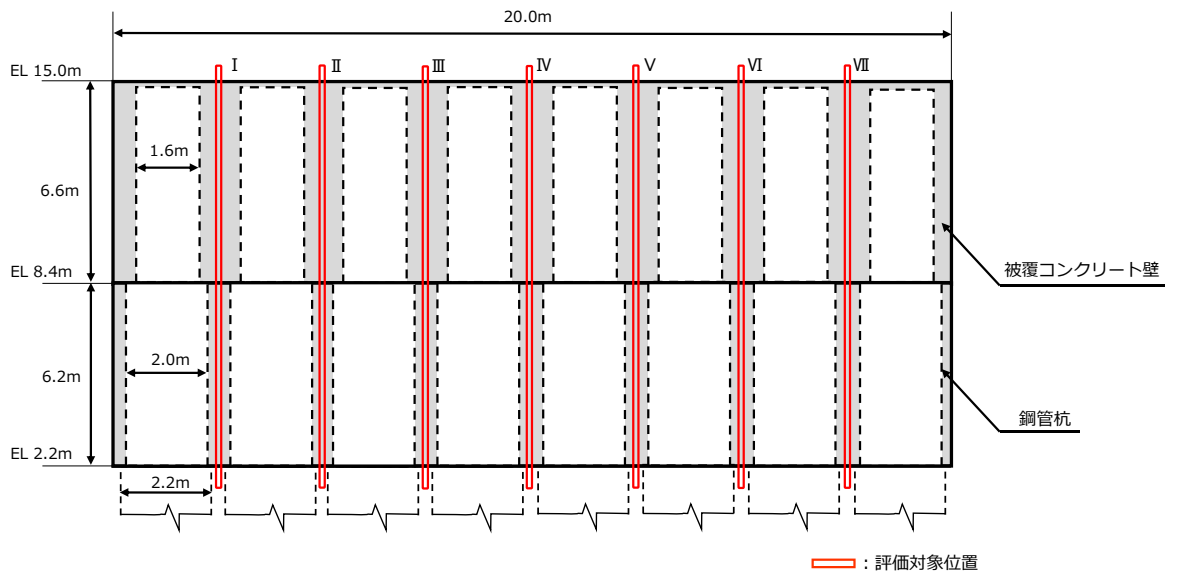 20.0m
EL 15.0m
Ⅰ
Ⅱ
Ⅲ
Ⅳ
Ⅴ
Ⅵ
Ⅶ
1.6m
6.6m
EL 8.4m
被覆コンクリート壁
2.0m
6.2m
鋼管杭
EL 2.2m
2.2m
：評価対象位置